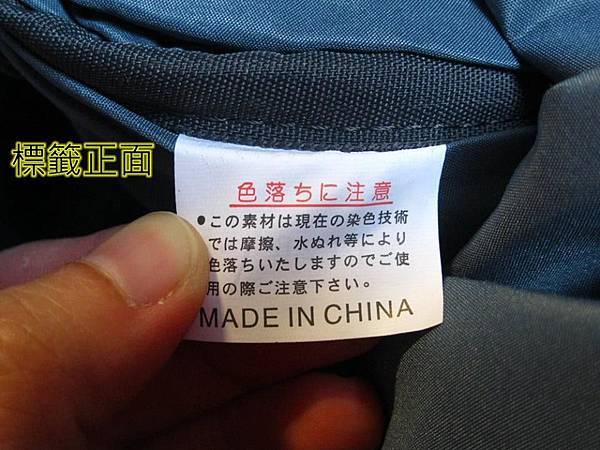 標籤正面
色落ちに注意
●この素材は現在の染色技術
では摩擦、水ぬれ等により
色落ちいたしますのでご使
用の際ご注意下さい。
MADE IN CHINA